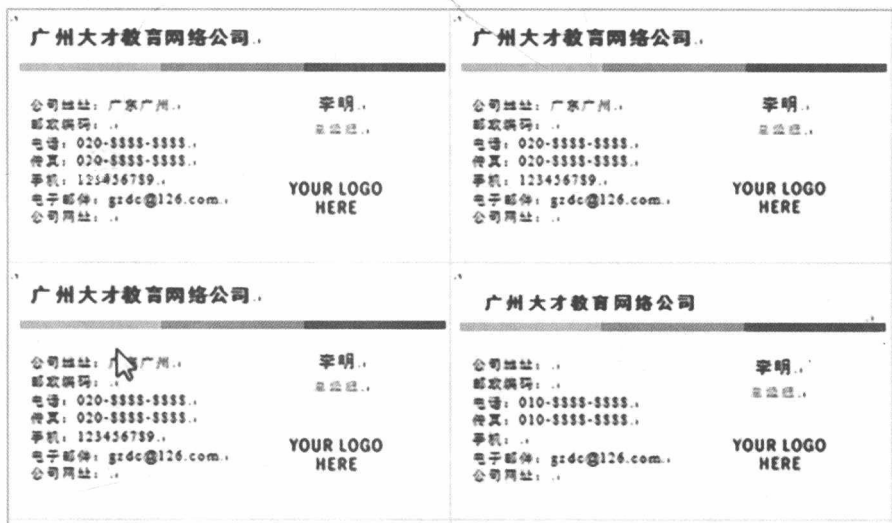 广州大才教育网络公司
公司地址：广东广州
邮政编码：
电话：020-8888-8888
传真：020-8888-8888
手机：123456789
电子邮件：gzdc@126.com
公司网址：
李明
总经理
YOUR LOGO
HERE
广州大才教育网络公司
公司地址：广东广州
邮政编码：
电话：020-8888-8888
传真：020-8888-8888
手机：123456789
电子邮件：gzdc@126.com
公司网址：
李明
总经理
YOUR LOGO
HERE
广州大才教育网络公司
公司地址：广东广州
邮政编码：
电话：020-8888-8888
传真：020-8888-8888
手机：123456789
电子邮件：gzdc@126.com
公司网址：
李明
总经理
YOUR LOGO
HERE
广州大才教育网络公司
公司地址：
邮政编码：
电话：010-8888-8888
传真：010-8888-8888
手机：
电子邮件：gzdc@126.com
公司网址：
李明
总经理
YOUR LOGO
HERE